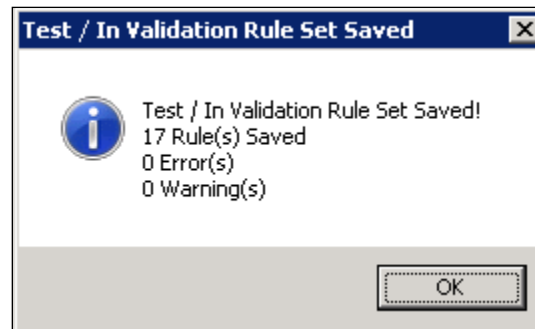 Test / In Validation Rule Set Saved
Test / In Validation Rule Set Saved!
17 Rule(s) Saved
0 Error(s)
0 Warning(s)
OK